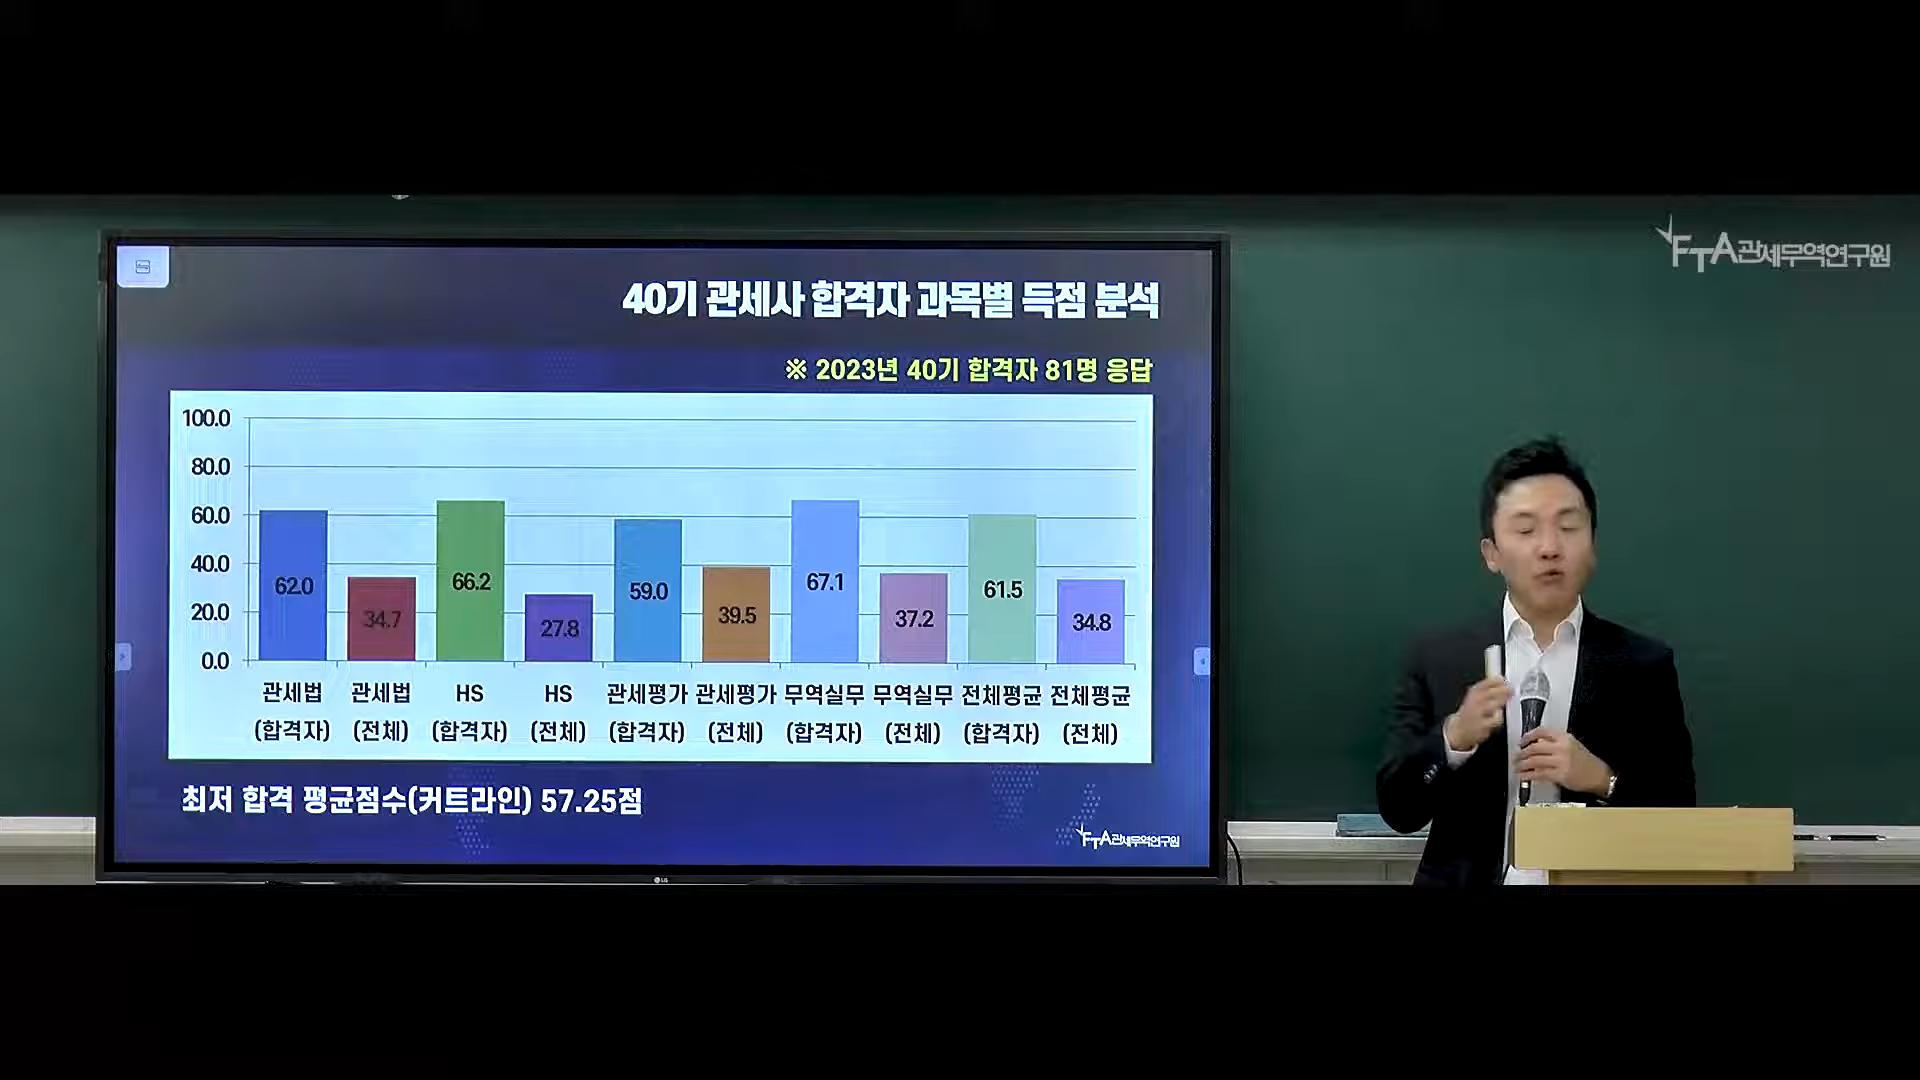 FTA관세무역연구원
40기 관세사 합격자 과목별 득점 분석
※ 2023년 40기 합격자 81명 응답
100.0
80.0
60.0
40.0
20.0
0.0
62.0
34.7
66.2
27.8
59.0
39.5
67.1
37.2
61.5
34.8
관세법 관세법 HS HS 관세평가 관세평가 무역실무 무역실무 전체평균 전체평균
(합격자) (전체) (합격자) (전체) (합격자) (전체) (합격자) (전체) (합격자) (전체)
최저 합격 평균점수(커트라인) 57.25점
FTA관세무역연구원
LG